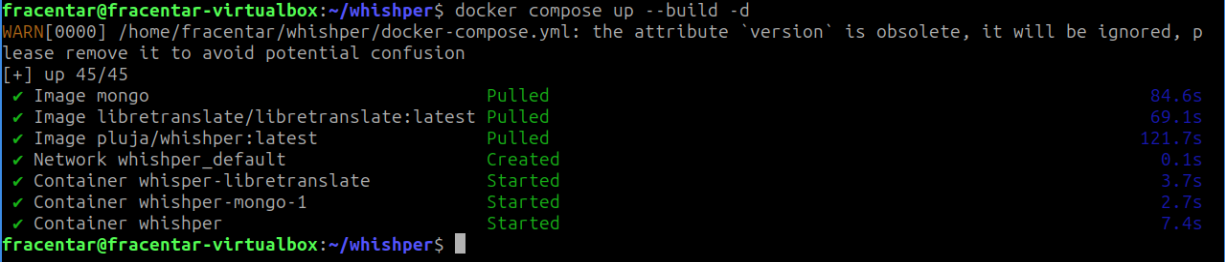 fracentar@fracentar-virtualbox:~/whishper$ docker compose up --build -d
WARN[0000] /home/fracentar/whishper/docker-compose.yml: the attribute `version` is obsolete, it will be ignored, p
lease remove it to avoid potential confusion
[+] up 45/45
✔ Image mongo Pulled 84.6s
✔ Image libretranslate/libretranslate:latest Pulled 69.1s
✔ Image pluja/whishper:latest Pulled 121.7s
✔ Network whishper_default Created 0.1s
✔ Container whisper-libretranslate Started 3.7s
✔ Container whishper-mongo-1 Started 2.7s
✔ Container whishper Started 7.4s
fracentar@fracentar-virtualbox:~/whishper$